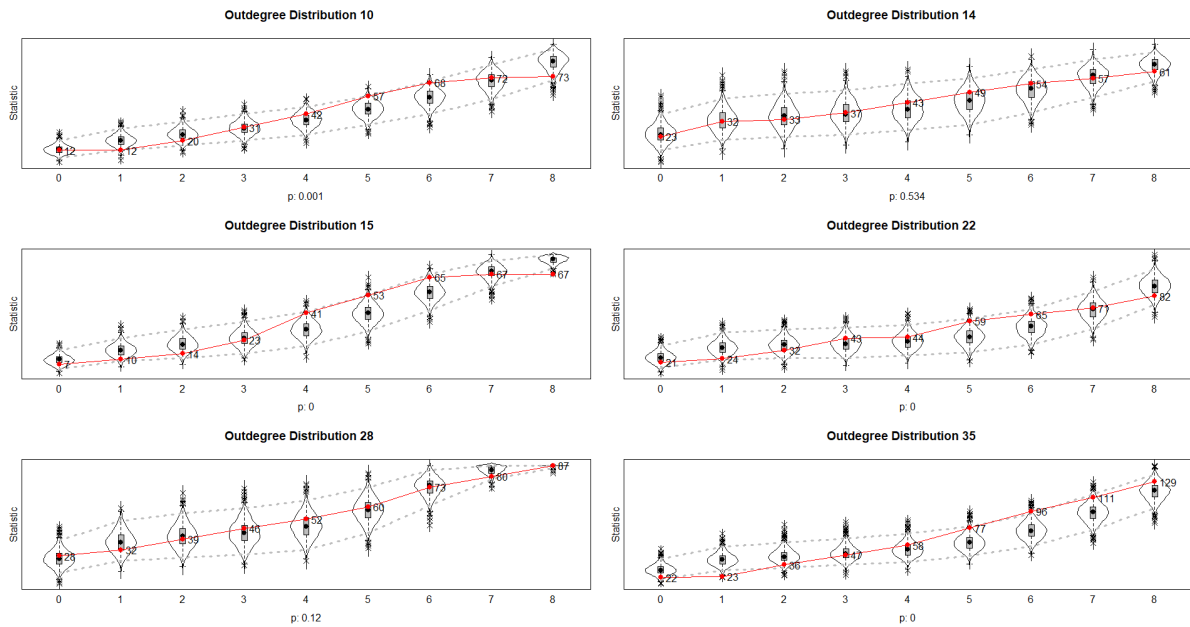 Outdegree Distribution 10
Statistic
12 12 20 31 42 57 68 72 73
0 1 2 3 4 5 6 7 8
p: 0.001
Outdegree Distribution 14
Statistic
23 32 33 37 43 49 54 57 61
0 1 2 3 4 5 6 7 8
p: 0.534
Outdegree Distribution 15
Statistic
7 10 14 23 41 53 65 67 67
0 1 2 3 4 5 6 7 8
p: 0
Outdegree Distribution 22
Statistic
21 24 32 43 44 59 65 71 82
0 1 2 3 4 5 6 7 8
p: 0
Outdegree Distribution 28
Statistic
28 32 39 46 52 60 73 80 87
0 1 2 3 4 5 6 7 8
p: 0.12
Outdegree Distribution 35
Statistic
22 23 36 47 58 77 96 111 129
0 1 2 3 4 5 6 7 8
p: 0